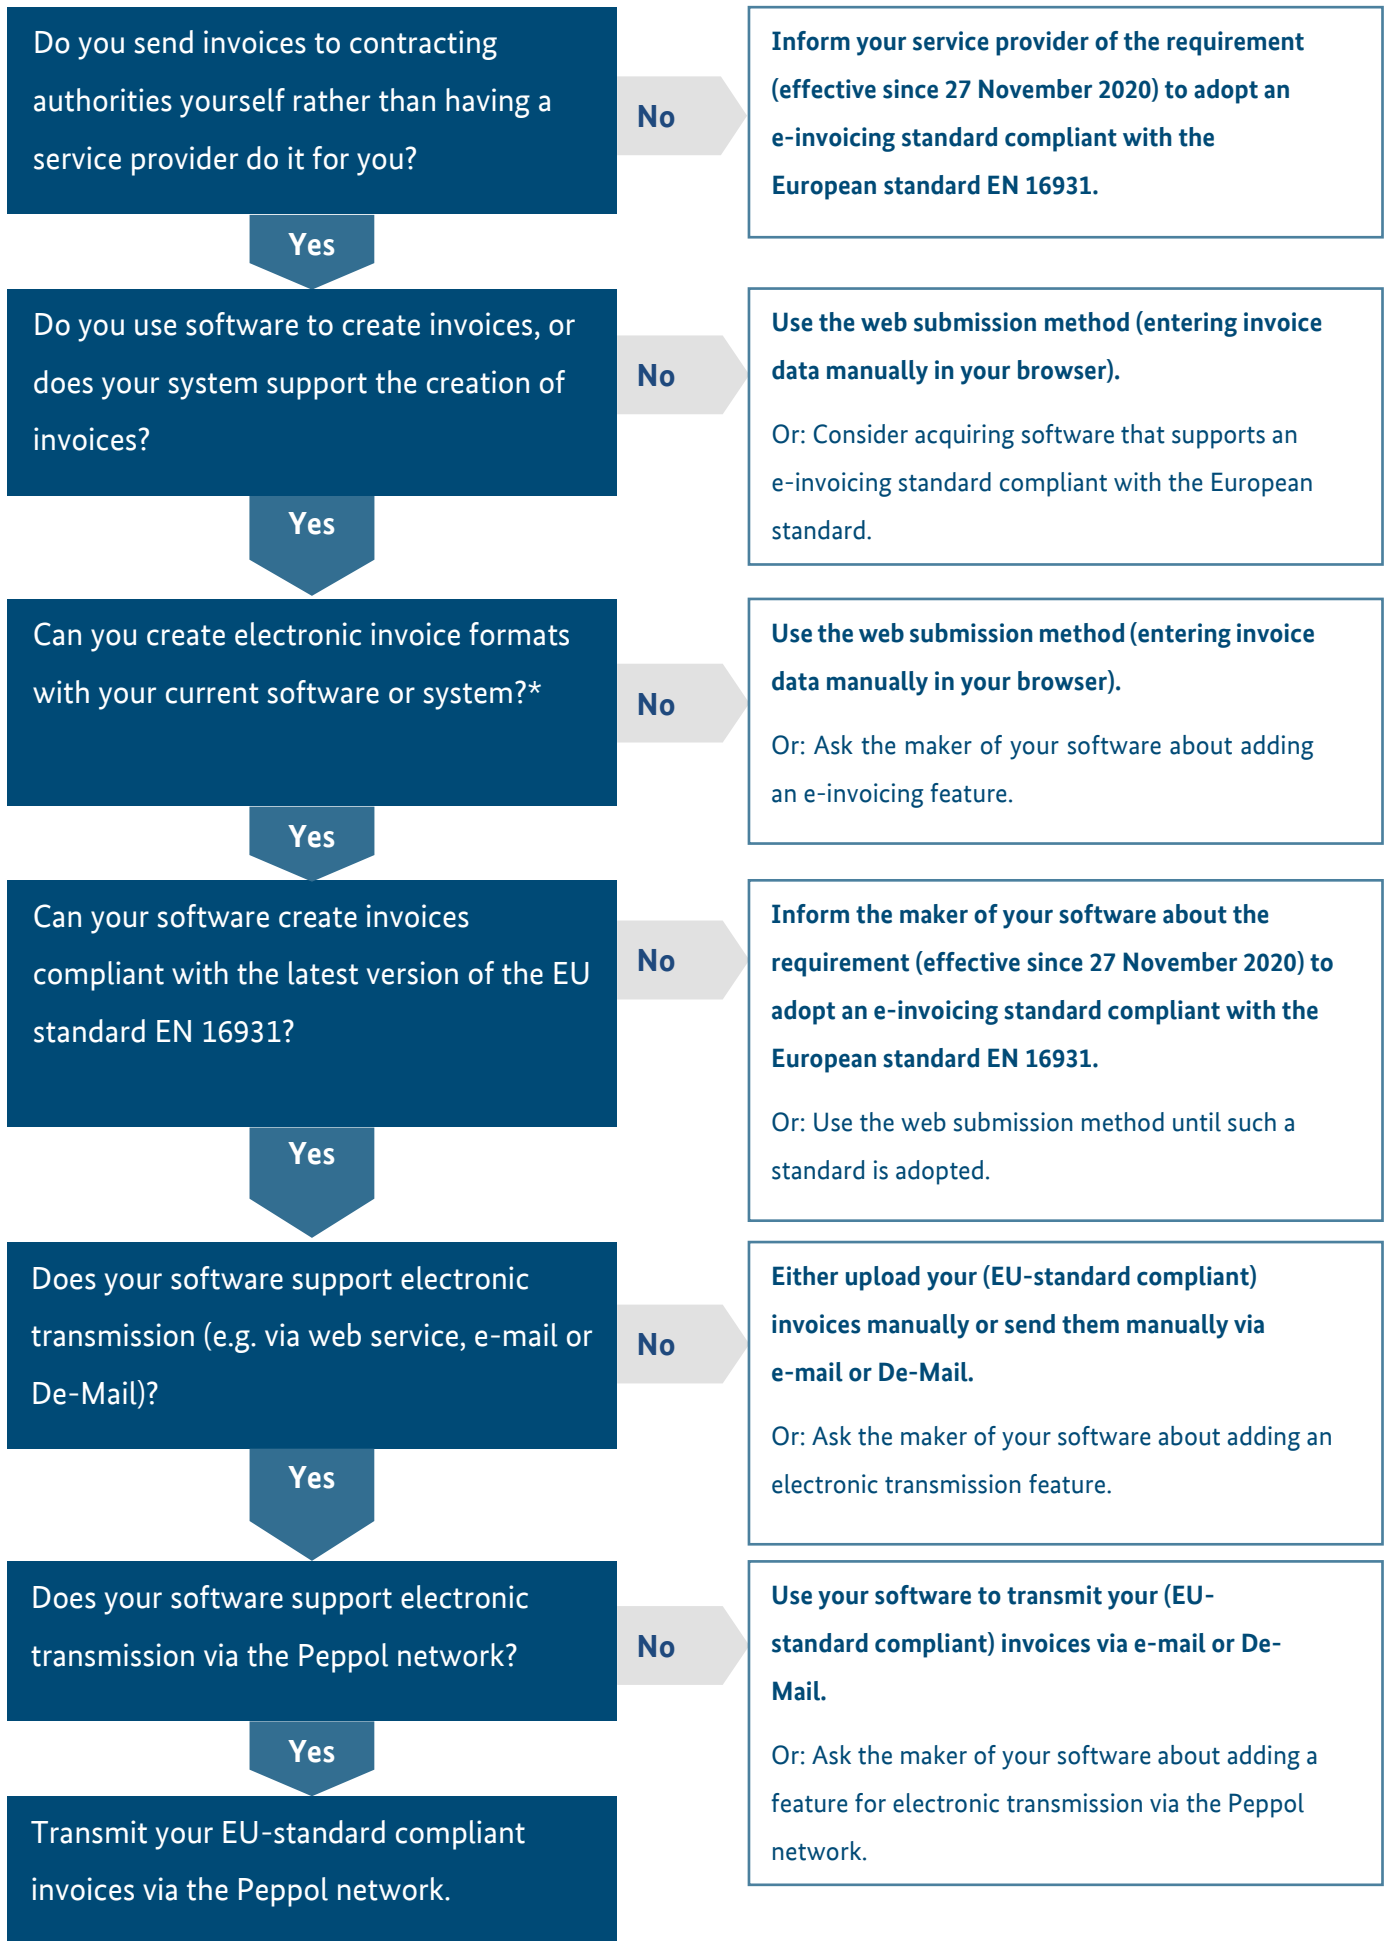 Do you send invoices to contracting
authorities yourself rather than having a
service provider do it for you?
No
Inform your service provider of the requirement
(effective since 27 November 2020) to adopt an
e-invoicing standard compliant with the
European standard EN 16931.
Yes
Do you use software to create invoices, or
does your system support the creation of
invoices?
No
Use the web submission method (entering invoice
data manually in your browser).
Or: Consider acquiring software that supports an
e-invoicing standard compliant with the European
standard.
Yes
Can you create electronic invoice formats
with your current software or system?*
No
Use the web submission method (entering invoice
data manually in your browser).
Or: Ask the maker of your software about adding
an e-invoicing feature.
Yes
Can your software create invoices
compliant with the latest version of the EU
standard EN 16931?
No
Inform the maker of your software about the
requirement (effective since 27 November 2020) to
adopt an e-invoicing standard compliant with the
European standard EN 16931.
Or: Use the web submission method until such a
standard is adopted.
Yes
Does your software support electronic
transmission (e.g. via web service, e-mail or
De-Mail)?
No
Either upload your (EU-standard compliant)
invoices manually or send them manually via
e-mail or De-Mail.
Or: Ask the maker of your software about adding an
electronic transmission feature.
Yes
Does your software support electronic
transmission via the Peppol network?
No
Use your software to transmit your (EU-
standard compliant) invoices via e-mail or De-
Mail.
Or: Ask the maker of your software about adding a
feature for electronic transmission via the Peppol
network.
Yes
Transmit your EU-standard compliant
invoices via the Peppol network.